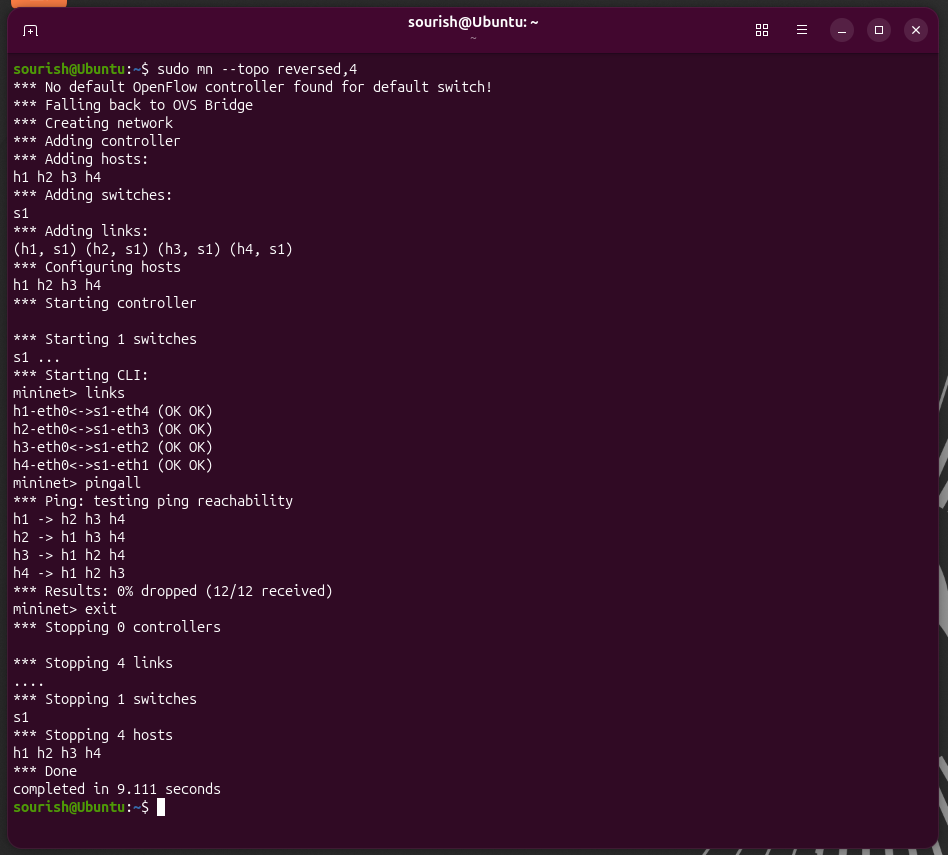 sourish@Ubuntu: ~
~
sourish@Ubuntu:~$ sudo mn --topo reversed,4
*** No default OpenFlow controller found for default switch!
*** Falling back to OVS Bridge
*** Creating network
*** Adding controller
*** Adding hosts:
h1 h2 h3 h4
*** Adding switches:
s1
*** Adding links:
(h1, s1) (h2, s1) (h3, s1) (h4, s1)
*** Configuring hosts
h1 h2 h3 h4
*** Starting controller

*** Starting 1 switches
s1 ...
*** Starting CLI:
mininet> links
h1-eth0<->s1-eth4 (OK OK)
h2-eth0<->s1-eth3 (OK OK)
h3-eth0<->s1-eth2 (OK OK)
h4-eth0<->s1-eth1 (OK OK)
mininet> pingall
*** Ping: testing ping reachability
h1 -> h2 h3 h4
h2 -> h1 h3 h4
h3 -> h1 h2 h4
h4 -> h1 h2 h3
*** Results: 0% dropped (12/12 received)
mininet> exit
*** Stopping 0 controllers

*** Stopping 4 links
....
*** Stopping 1 switches
s1
*** Stopping 4 hosts
h1 h2 h3 h4
*** Done
completed in 9.111 seconds
sourish@Ubuntu:~$